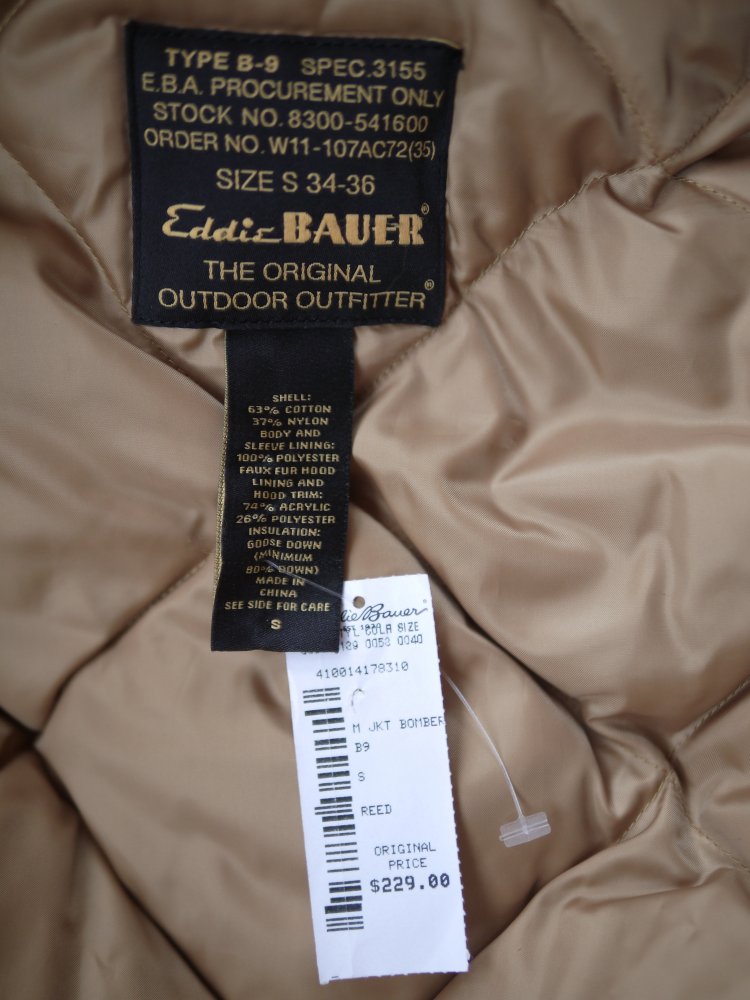 TYPE B-9 SPEC.3155
E.B.A. PROCUREMENT ONLY
STOCK NO. 8300-541600
ORDER NO. W11-107AC72(35)
SIZE S 34-36
Eddie BAUER®
THE ORIGINAL
OUTDOOR OUTFITTER®
SHELL:
63% COTTON
37% NYLON
BODY AND
SLEEVE LINING:
100% POLYESTER
FAUX FUR HOOD
LINING AND
HOOD TRIM:
74% ACRYLIC
26% POLYESTER
INSULATION:
GOOSE DOWN
(MINIMUM
80% DOWN)
MADE IN
CHINA
SEE SIDE FOR CARE
S
Bauer
COLR SIZE
0040
410014178310
M JKT BOMBER
B9
S
REED
ORIGINAL
PRICE
$229.00